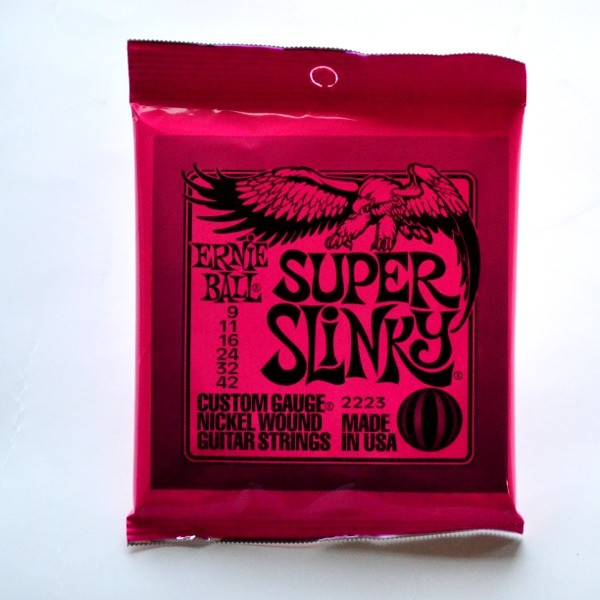 ERNiE
BALL®
SUPER
SLiNKY®
9
11
16
24
32
42
CUSTOM GAUGE®
NICKEL WOUND
GUITAR STRINGS
2223
MADE
IN USA